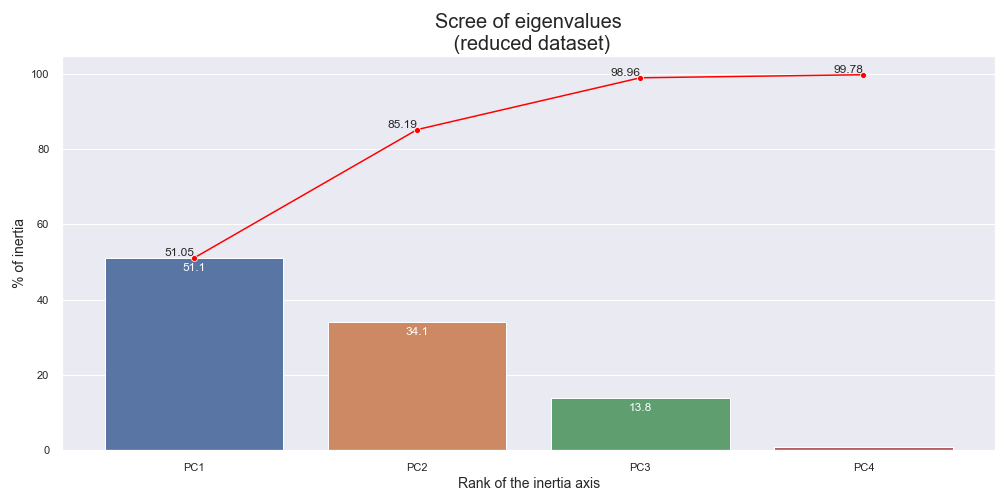 Scree of eigenvalues
(reduced dataset)
% of inertia
100
80
60
40
20
0
51.05
85.19
98.96
99.78
51.1
34.1
13.8
PC1
PC2
PC3
PC4
Rank of the inertia axis